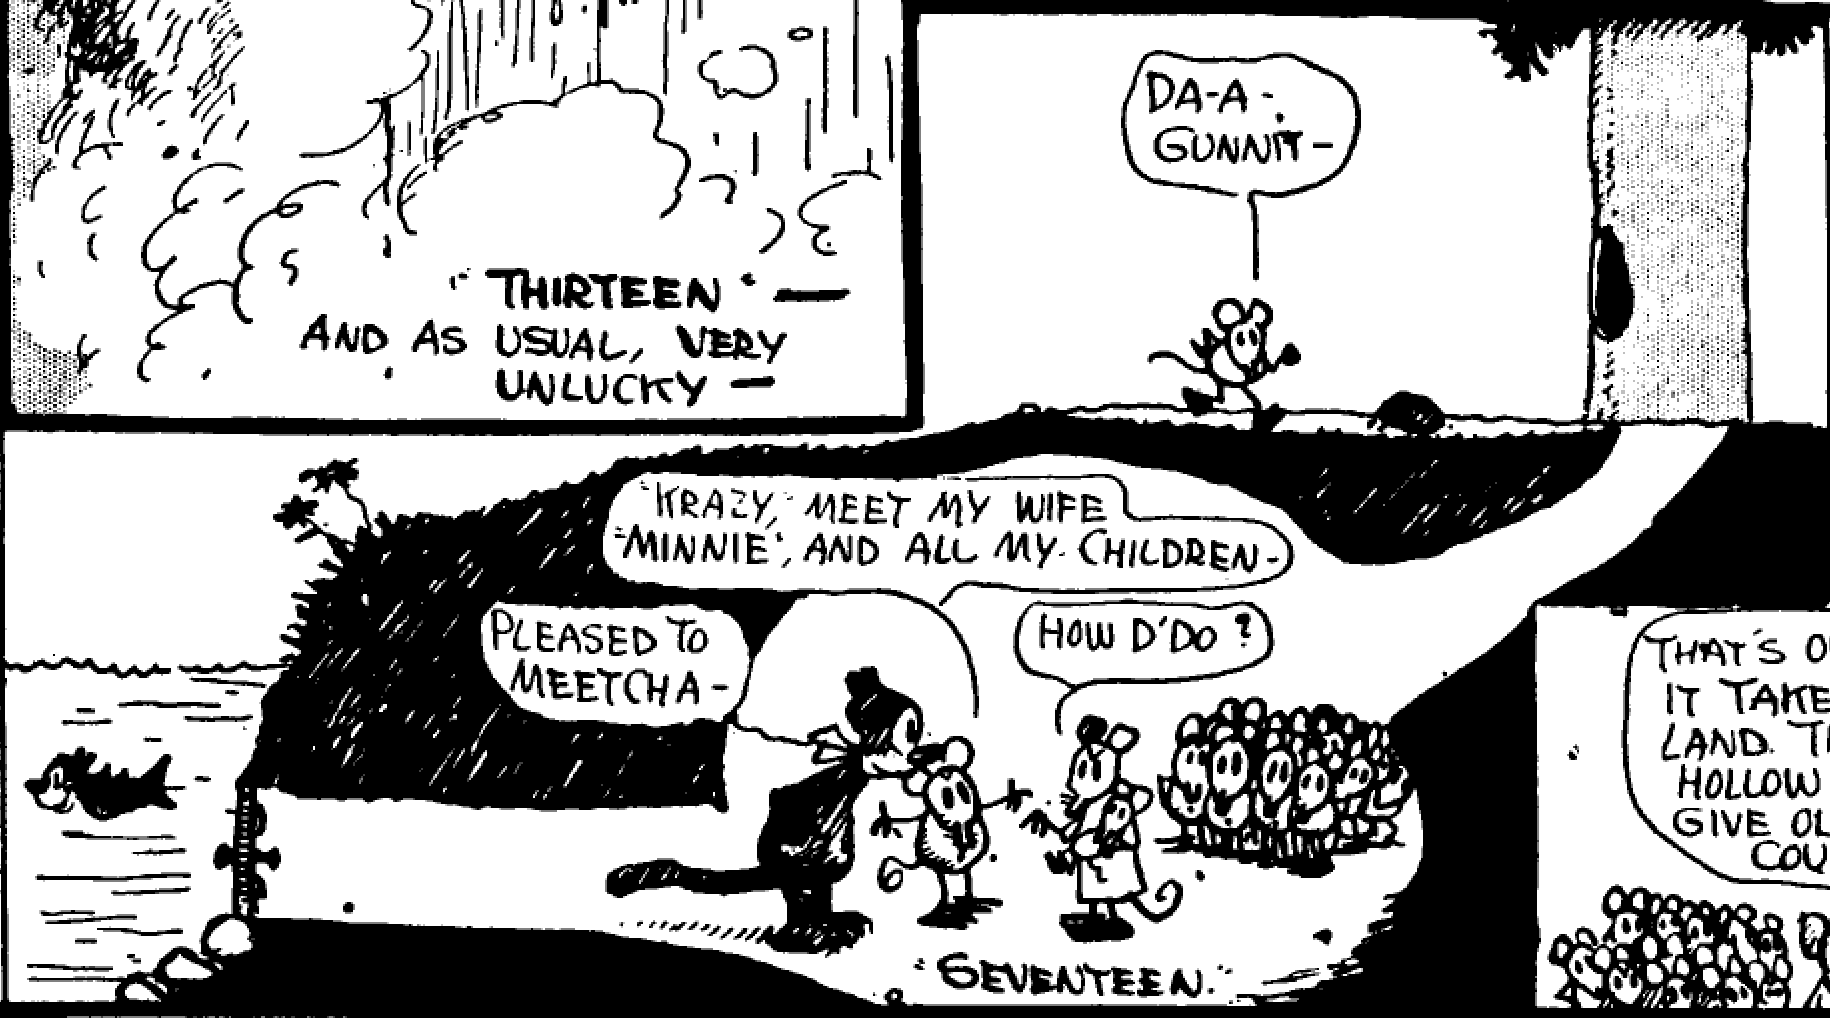 "THIRTEEN" —
AND AS USUAL, VERY
UNLUCKY —
DA-A-
GUNNIT-
"KRAZY," MEET MY WIFE
"MINNIE", AND ALL MY CHILDREN-
PLEASED TO
MEETCHA-
HOW D'DO ?
"SEVENTEEN."
THAT'S
IT TAKE
LAND.
HOLLOW
GIVE